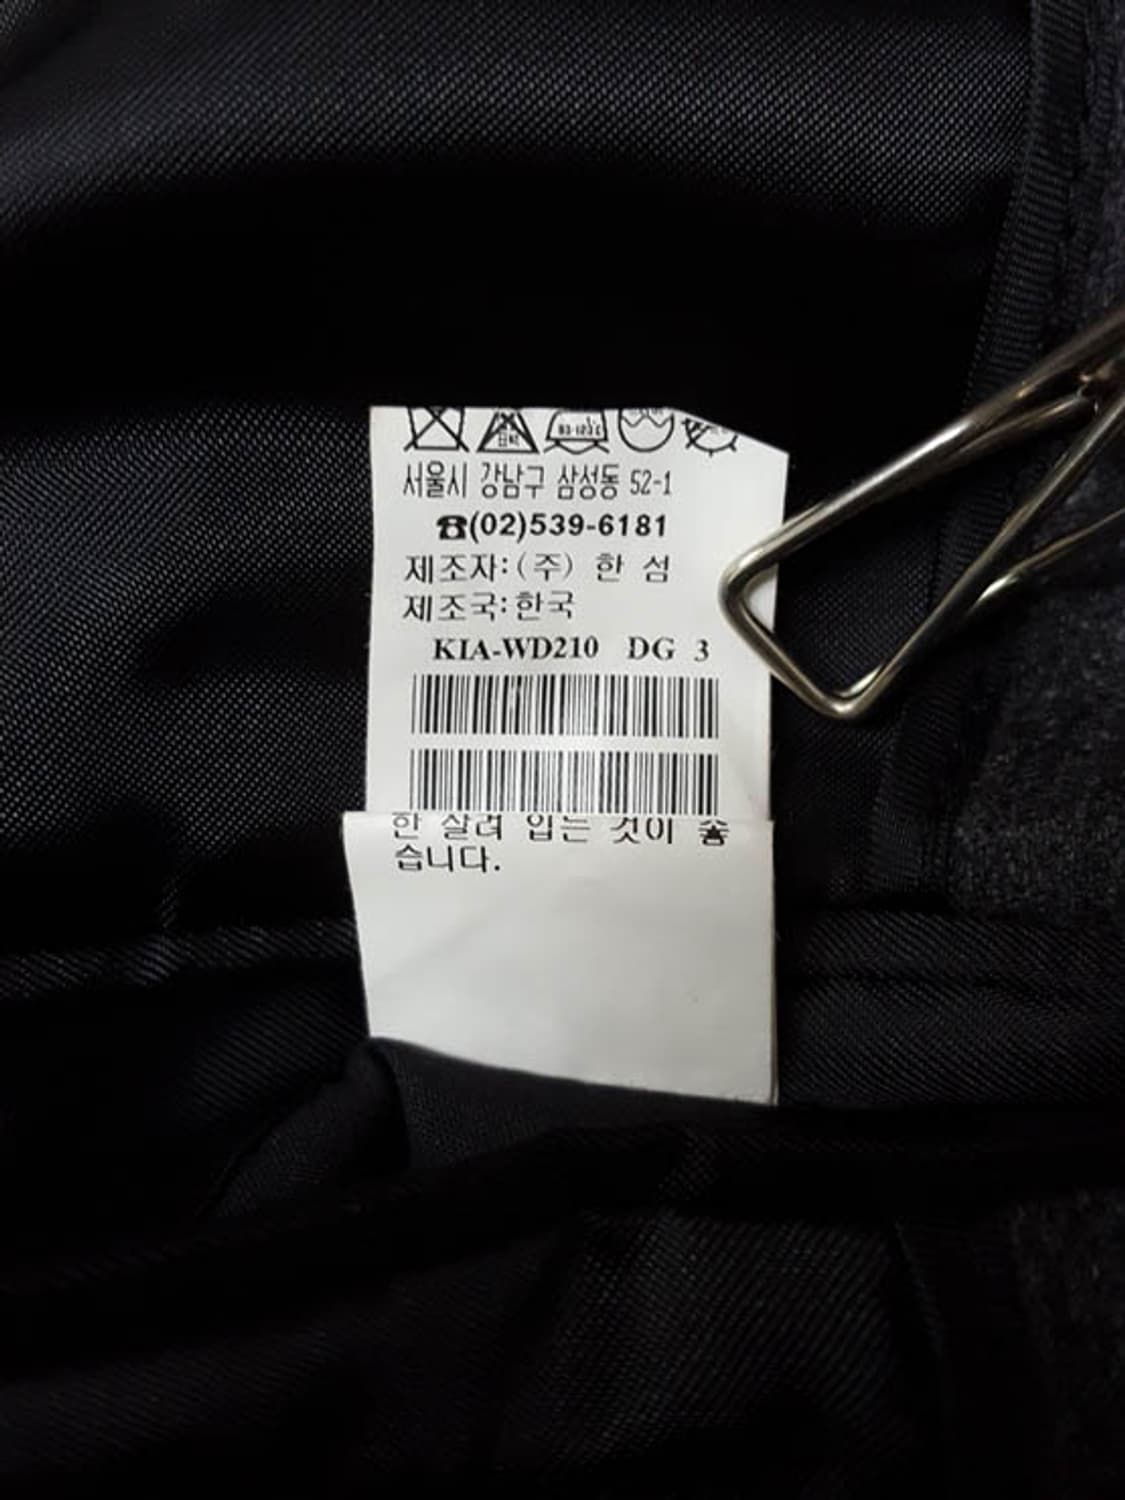 서울시 강남구 삼성동 52-1
☎(02)539-6181
제조자:(주) 한 섬
제조국:한국
KIA-WD210 DG 3
한 살려 입는 것이 좋
습니다.